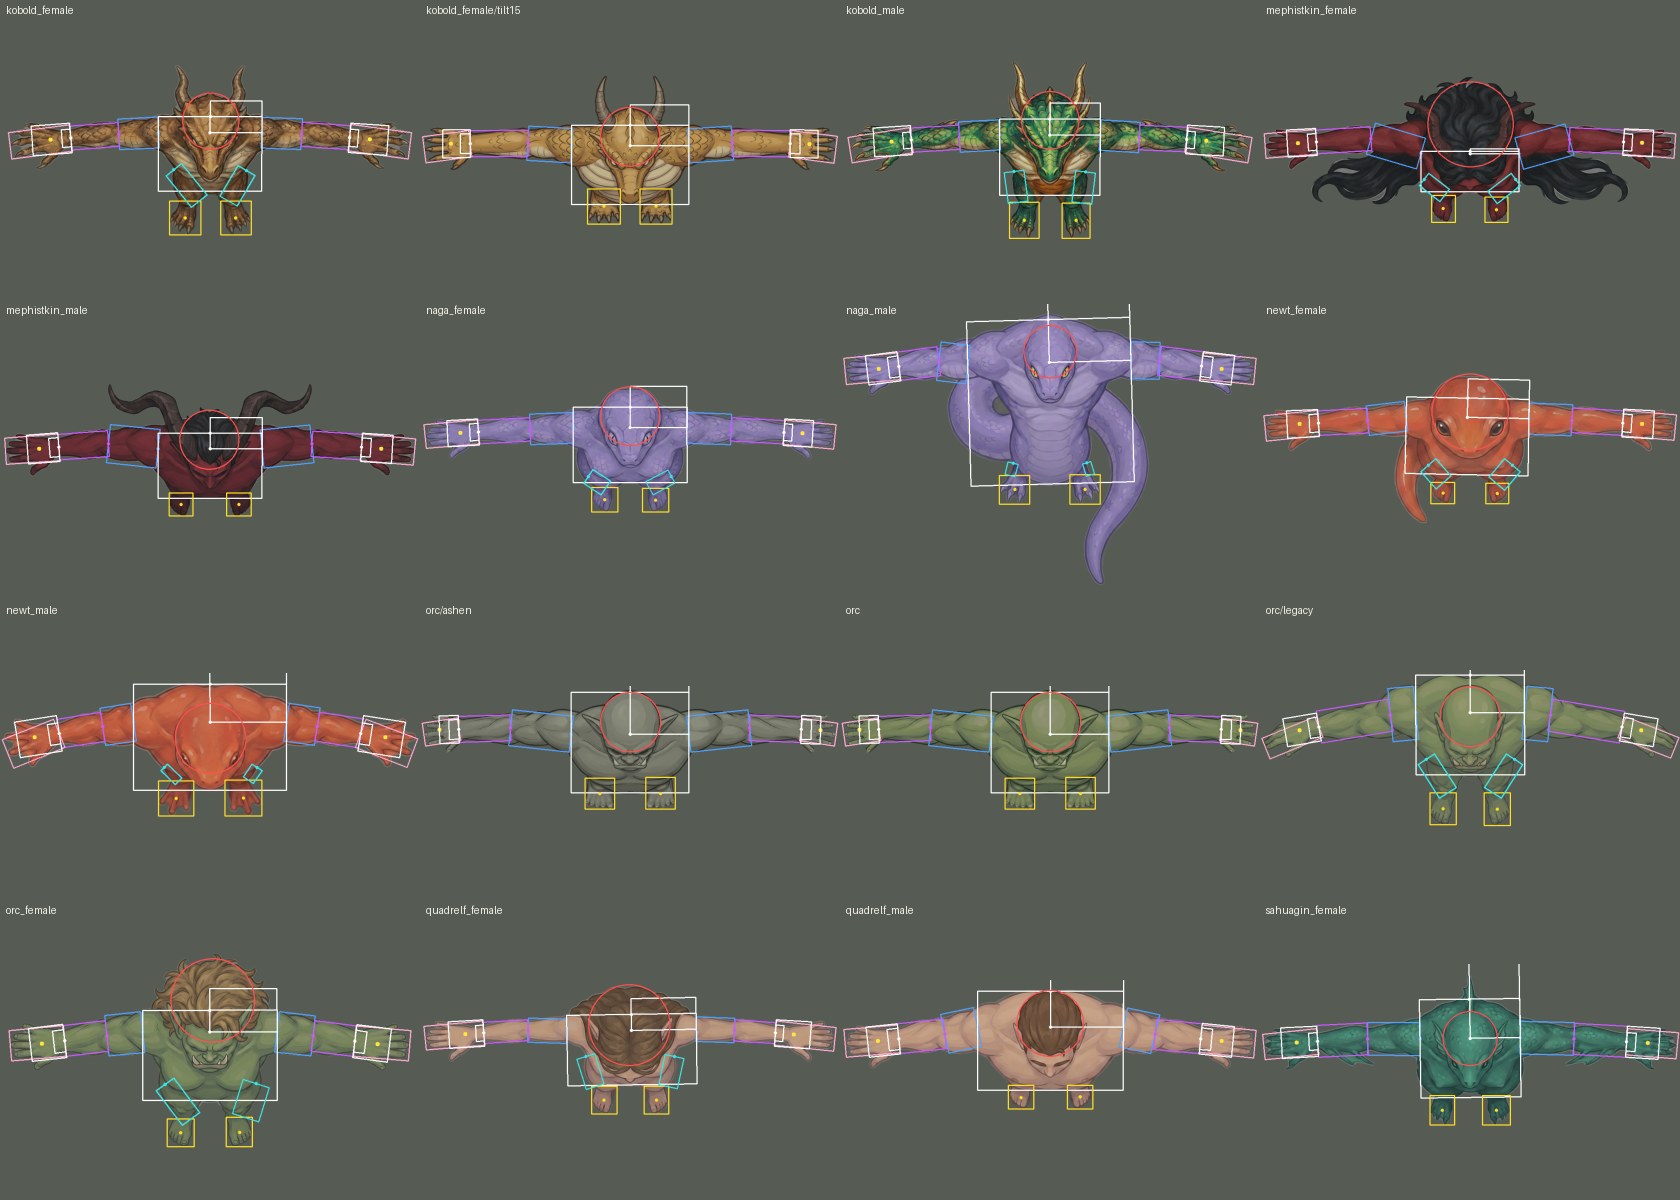 kobold_female
kobold_female/tilt15
kobold_male
mephistkin_female
mephistkin_male
naga_female
naga_male
newt_female
newt_male
orc/ashen
orc
orc/legacy
orc_female
quadrelf_female
quadrelf_male
sahuagin_female